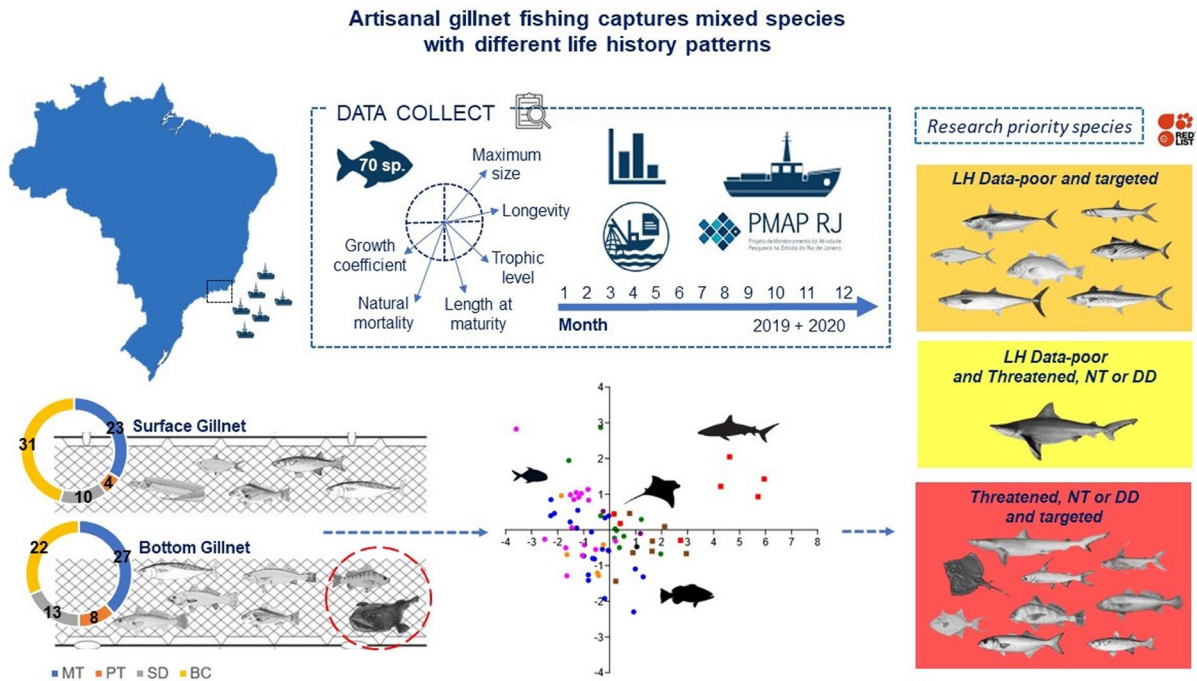 Artisanal gillnet fishing captures mixed species
with different life history patterns
DATA COLLECT
70 sp.
Maximum
size
Longevity
Trophic
level
Length at
maturity
Natural
mortality
Growth
coefficient
PMAP RJ
Projeto de Monitoramento da Atividade
Pesqueira no Estado do Rio de Janeiro
1 2 3 4 5 6 7 8 9 10 11 12
Month
2019 + 2020
Research priority species
RED
LIST
LH Data-poor and targeted
LH Data-poor
and Threatened, NT or DD
Threatened, NT or DD
and targeted
Surface Gillnet
23
4
10
31
Bottom Gillnet
27
8
13
22
MT PT SD BC
4
3
2
1
-4 -3 -2 -1 0 1 2 3 4 5 6 7 8
-1
-2
-3
-4